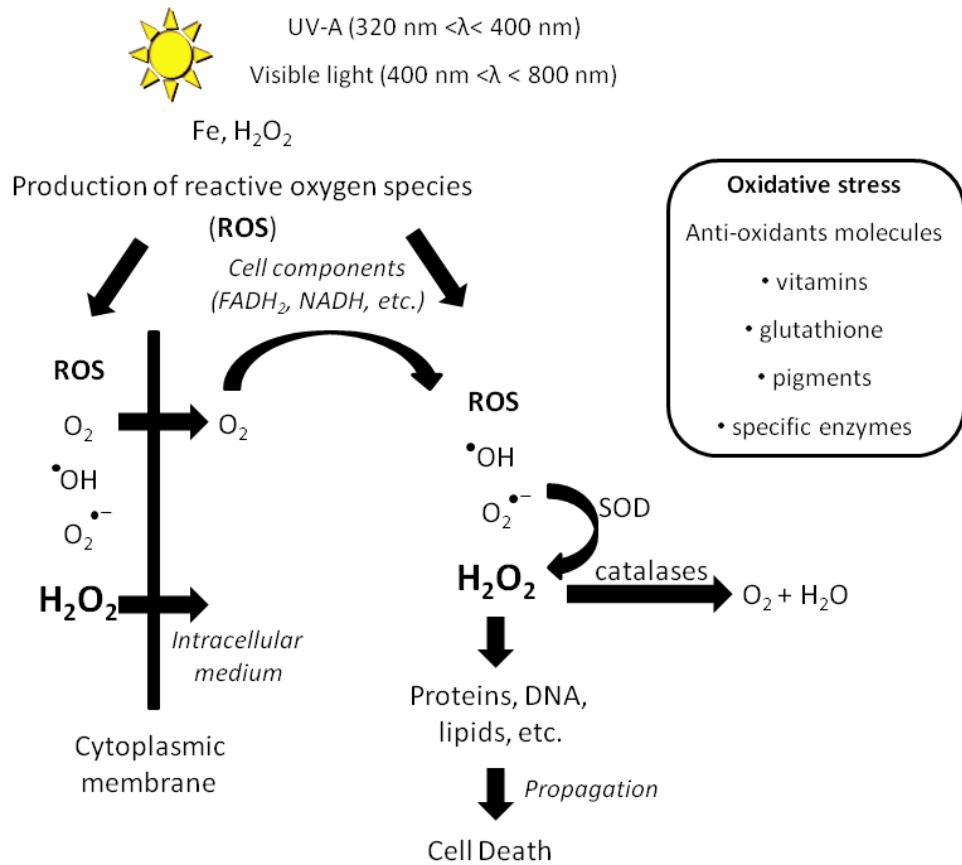 UV-A (320 nm <λ< 400 nm)
Visible light (400 nm <λ < 800 nm)
Fe, H₂O₂
Production of reactive oxygen species
(ROS)
Cell components
(FADH₂, NADH, etc.)
Oxidative stress
Anti-oxidants molecules
• vitamins
• glutathione
• pigments
• specific enzymes
ROS
O₂
•OH
O₂•−
H₂O₂
O₂
Intracellular
medium
Cytoplasmic
membrane
ROS
•OH
O₂•−
SOD
H₂O₂
catalases
O₂ + H₂O
Proteins, DNA,
lipids, etc.
Propagation
Cell Death